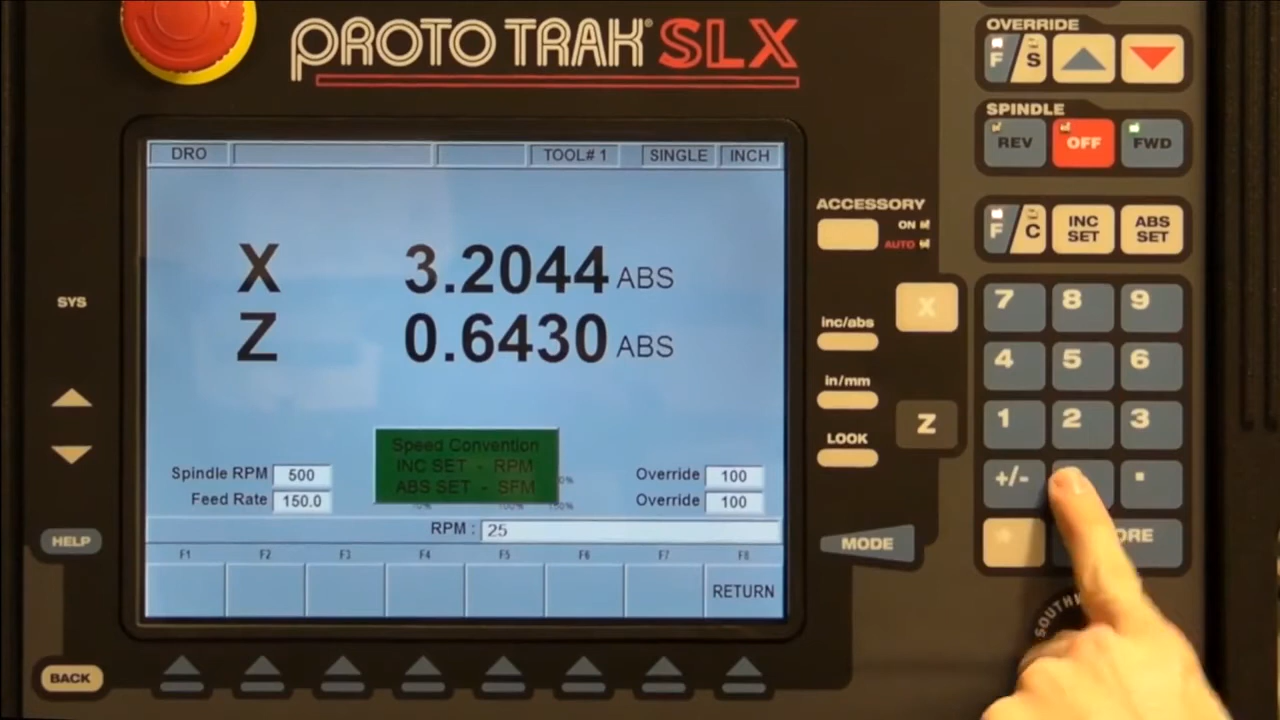 PROTO TRAK® SLX
OVERRIDE
F S
SPINDLE
REV OFF FWD
DRO TOOL# 1 SINGLE INCH
ACCESSORY
ON
AUTO
F C INC SET ABS SET
X 3.2044 ABS
Z 0.6430 ABS
SYS
inc/abs
X
7 8 9
in/mm
4 5 6
LOOK
Z
1 2 3
Speed Convention
INC SET - RPM
ABS SET - SFM
Spindle RPM 500
Override 100
Feed Rate 150.0
Override 100
+/- .
RPM : 25
HELP
MODE
ORE
F1 F2 F3 F4 F5 F6 F7 F8
RETURN
SOUTH
BACK